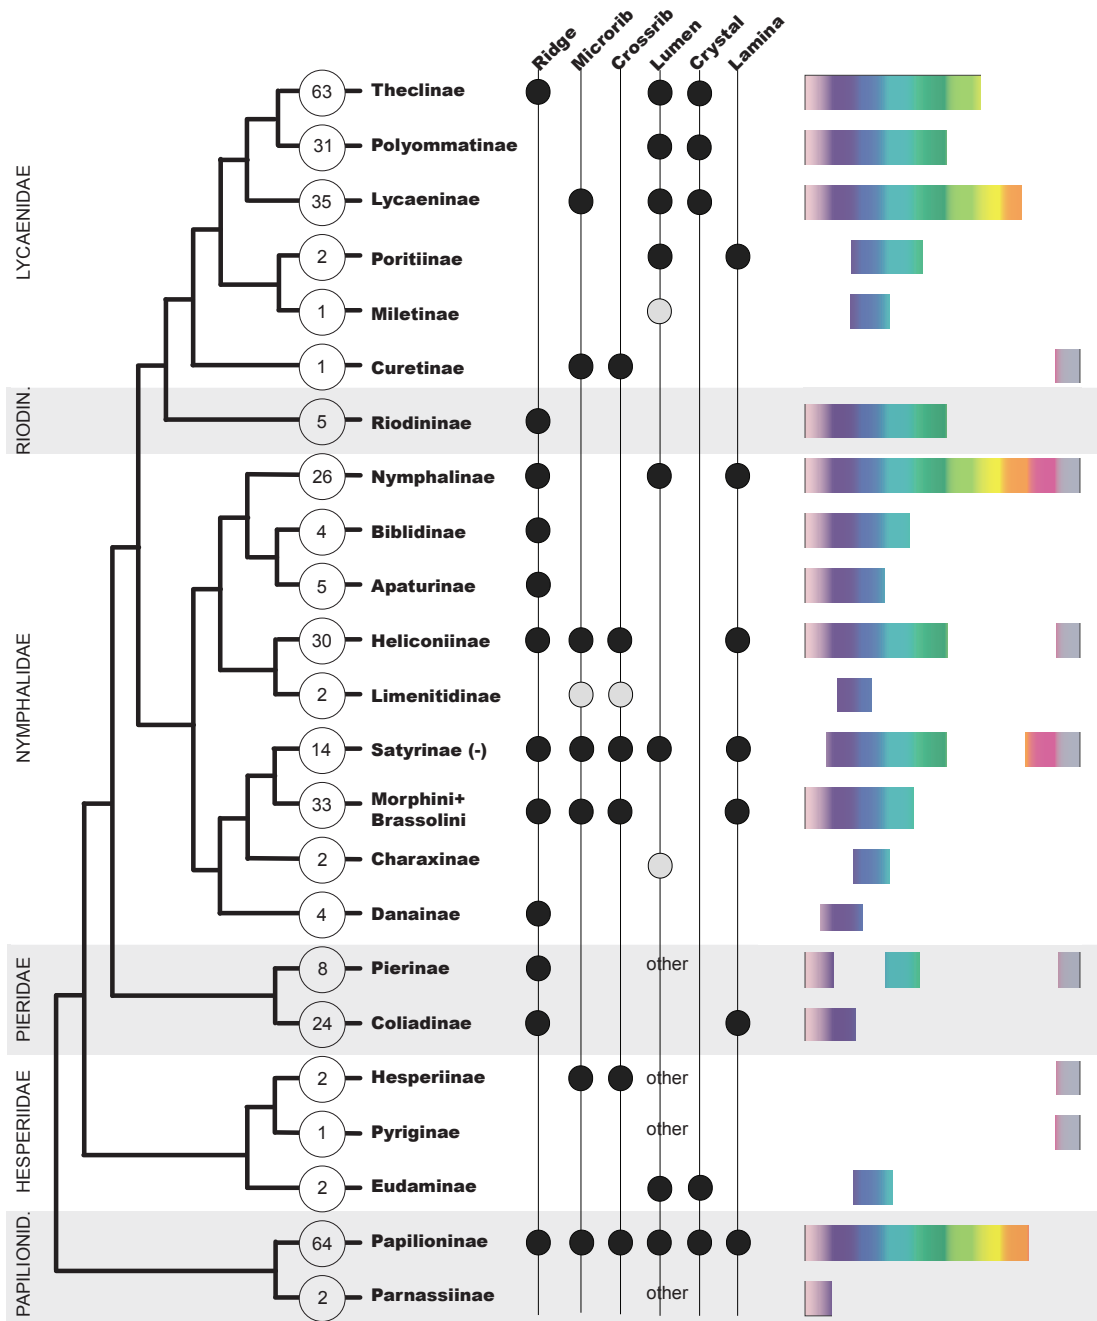 Ridge
Microrib
Crossrib
Lumen
Crystal
Lamina
LYCAENIDAE
63 Theclinae
31 Polyommatinae
35 Lycaeninae
2 Poritiinae
1 Miletinae
1 Curetinae
RIODIN.
5 Riodininae
NYMPHALIDAE
26 Nymphalinae
4 Biblidinae
5 Apaturinae
30 Heliconiinae
2 Limenitidinae
14 Satyrinae (-)
33 Morphini+
Brassolini
2 Charaxinae
4 Danainae
PIERIDAE
8 Pierinae other
24 Coliadinae
HESPERIIDAE
2 Hesperiinae other
1 Pyriginae other
2 Eudaminae
PAPILIONID.
64 Papilioninae
2 Parnassiinae other